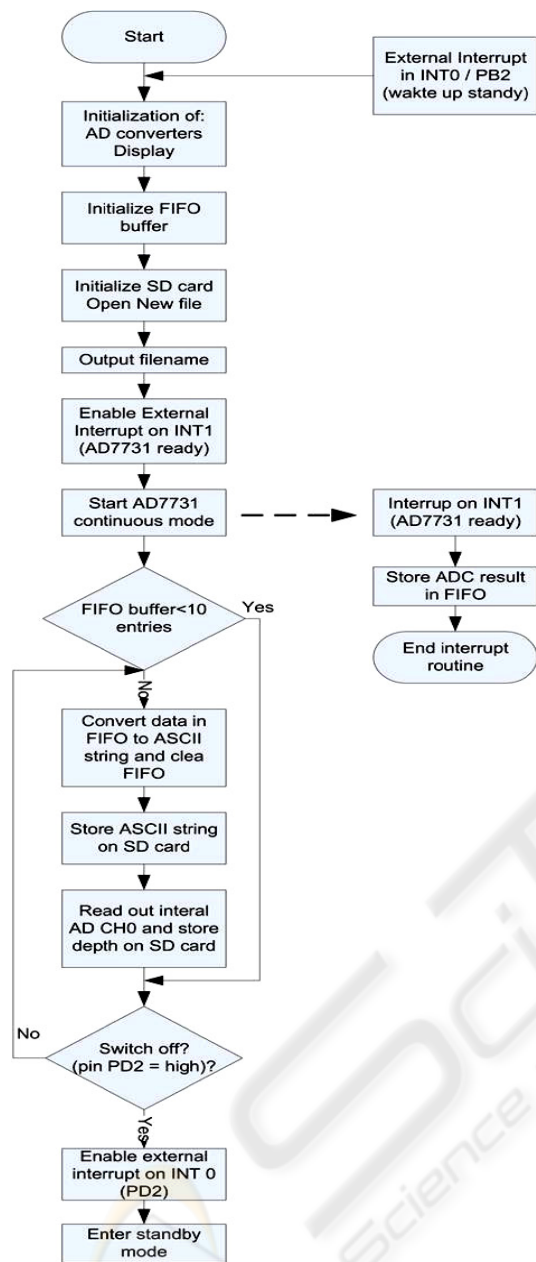 Start
External Interrupt
in INT0 / PB2
(wakte up standy)
Initialization of:
AD converters
Display
Initialize FIFO
buffer
Initialize SD card
Open New file
Output filename
Enable External
Interrupt on INT1
(AD7731 ready)
Start AD7731
continuous mode
Interrup on INT1
(AD7731 ready)
Store ADC result
in FIFO
End interrupt
routine
FIFO buffer<10
entries
Yes
No
Convert data in
FIFO to ASCII
string and clea
FIFO
Store ASCII string
on SD card
Read out interal
AD CH0 and store
depth on SD card
No
Switch off?
(pin PD2 = high)?
Yes
Enable external
interrupt on INT 0
(PD2)
Enter standby
mode
SciT
Science